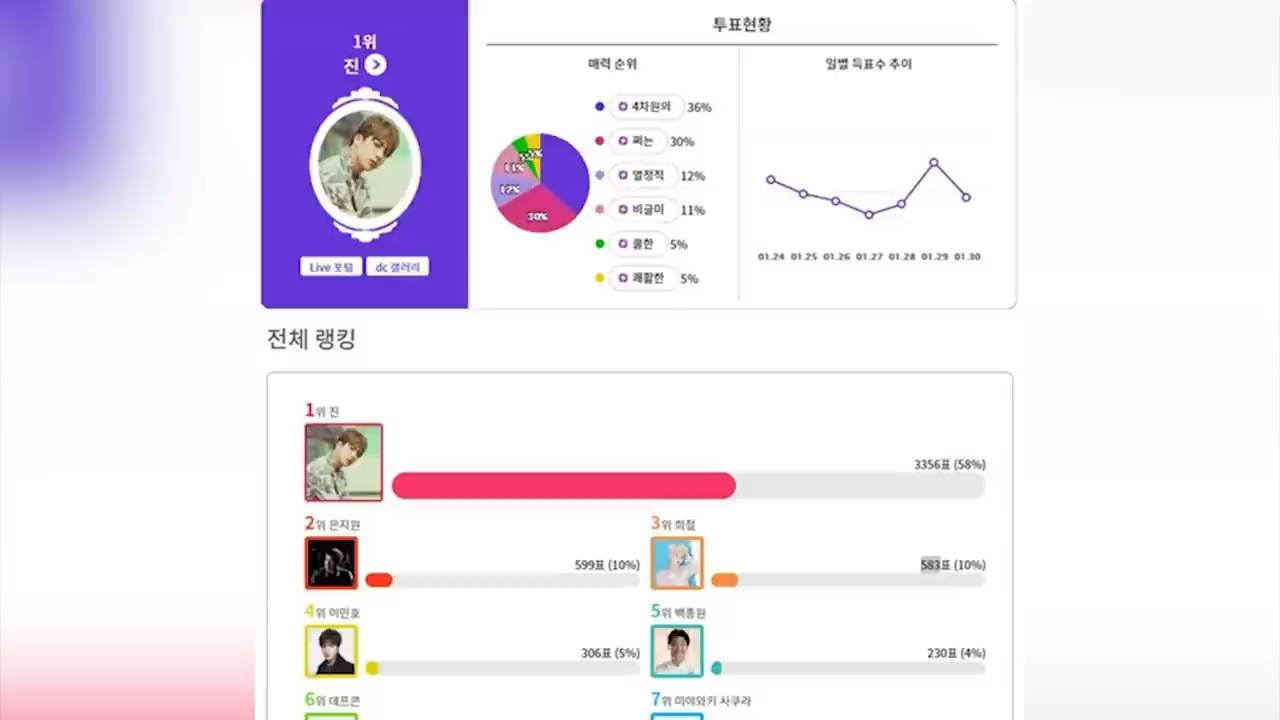 1위
진
Live 포털
dc 갤러리
투표현황
매력 순위
4차원의 36%
쩌는 30%
열정적 12%
비글미 11%
쿨한 5%
쾌활한 5%
30%
12%
11%
일별 득표수 추이
01.24 01.25 01.26 01.27 01.28 01.29 01.30
전체 랭킹
1위 진
3356표 (58%)
2위 은지원
599표 (10%)
3위 희철
583표 (10%)
4위 이민호
306표 (5%)
5위 백종원
230표 (4%)
6위 데프콘
7위 미야와키 사쿠라